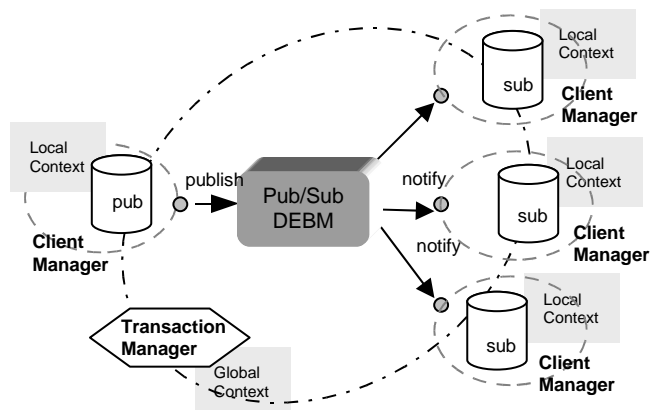 Local
Context
sub
Client
Manager
Local
Context
pub
Client
Manager
publish
Pub/Sub
DEBM
notify
notify
Local
Context
sub
Client
Manager
Local
Context
sub
Client
Manager
Transaction
Manager
Global
Context